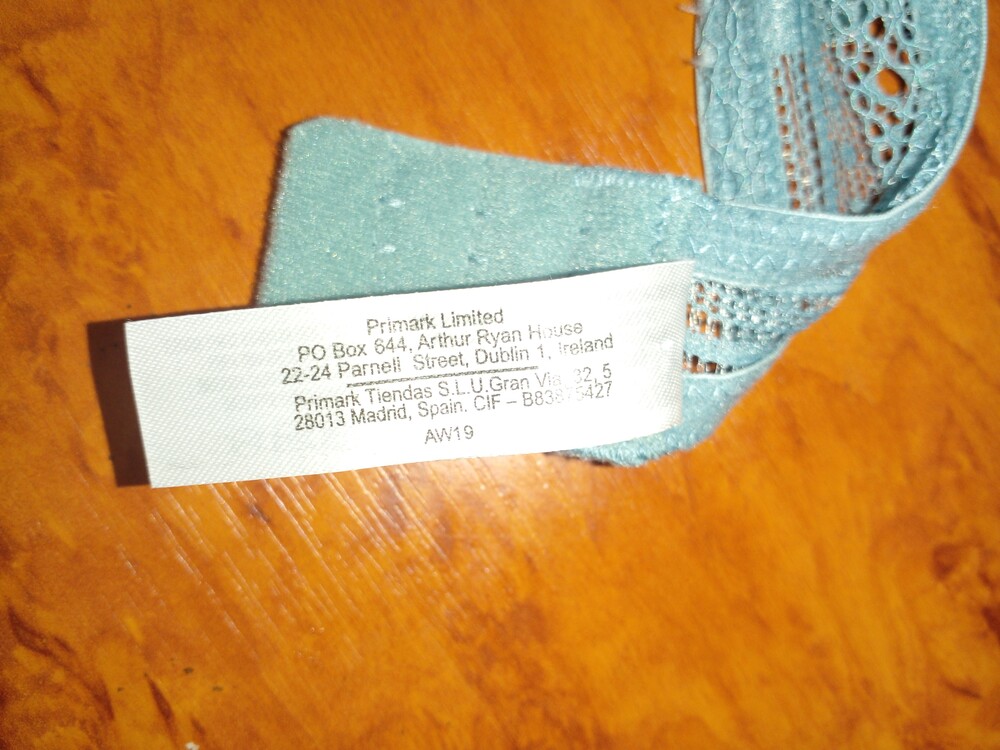 Primark Limited
PO Box 644, Arthur Ryan House
22-24 Parnell Street, Dublin 1, Ireland
Primark Tiendas S.L.U.Gran Via, 32, 5
28013 Madrid, Spain. CIF –
AW19